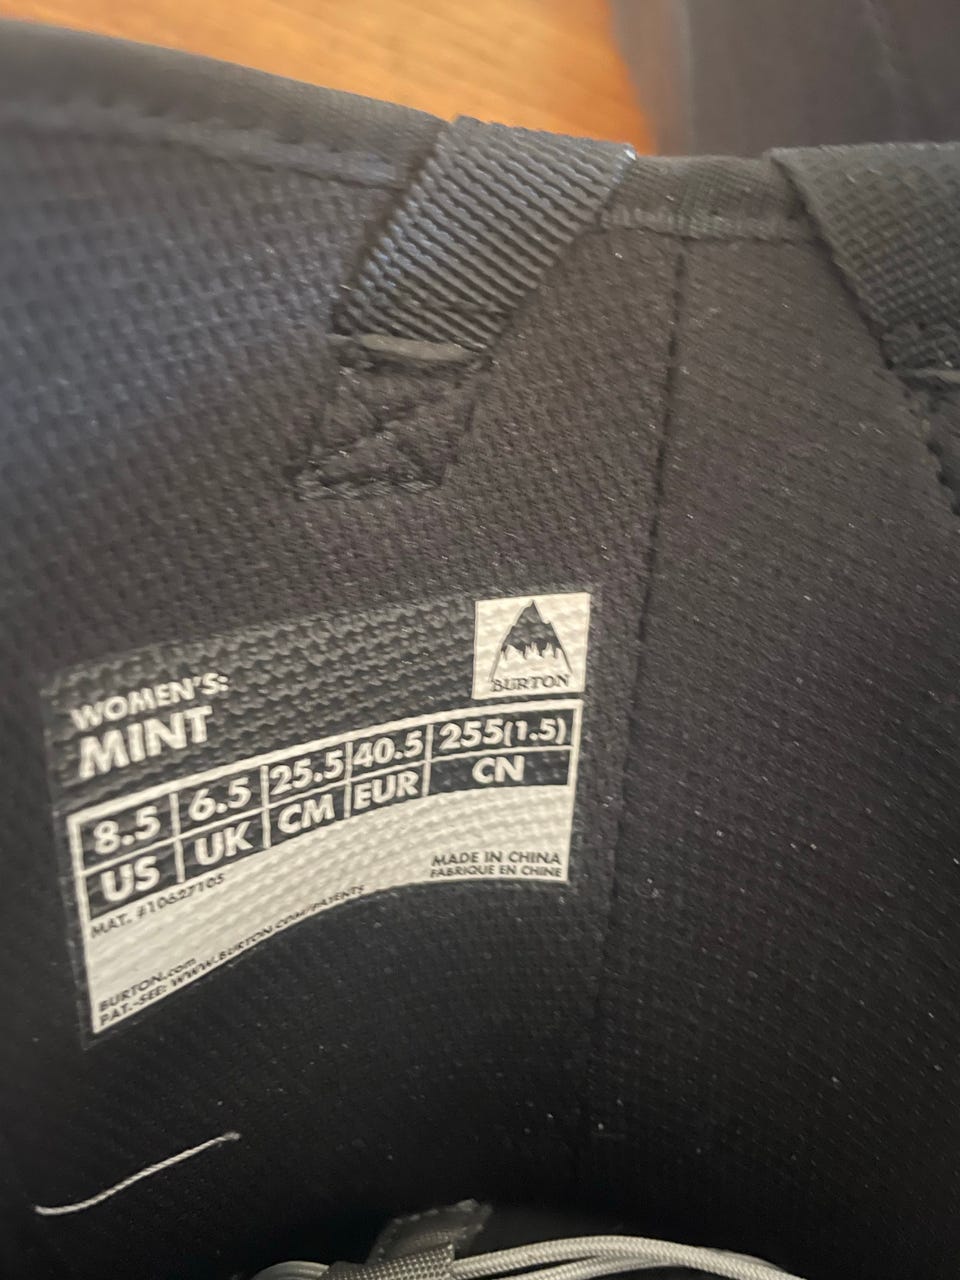 BURTON
WOMEN'S:
MINT
8.5 6.5 25.5 40.5 255(1.5)
US UK CM EUR CN
MAT. #10627105
MADE IN CHINA
FABRIQUE EN CHINE
BURTON.com
PAT.-SEE: WWW.BURTON.COM/PATENTS